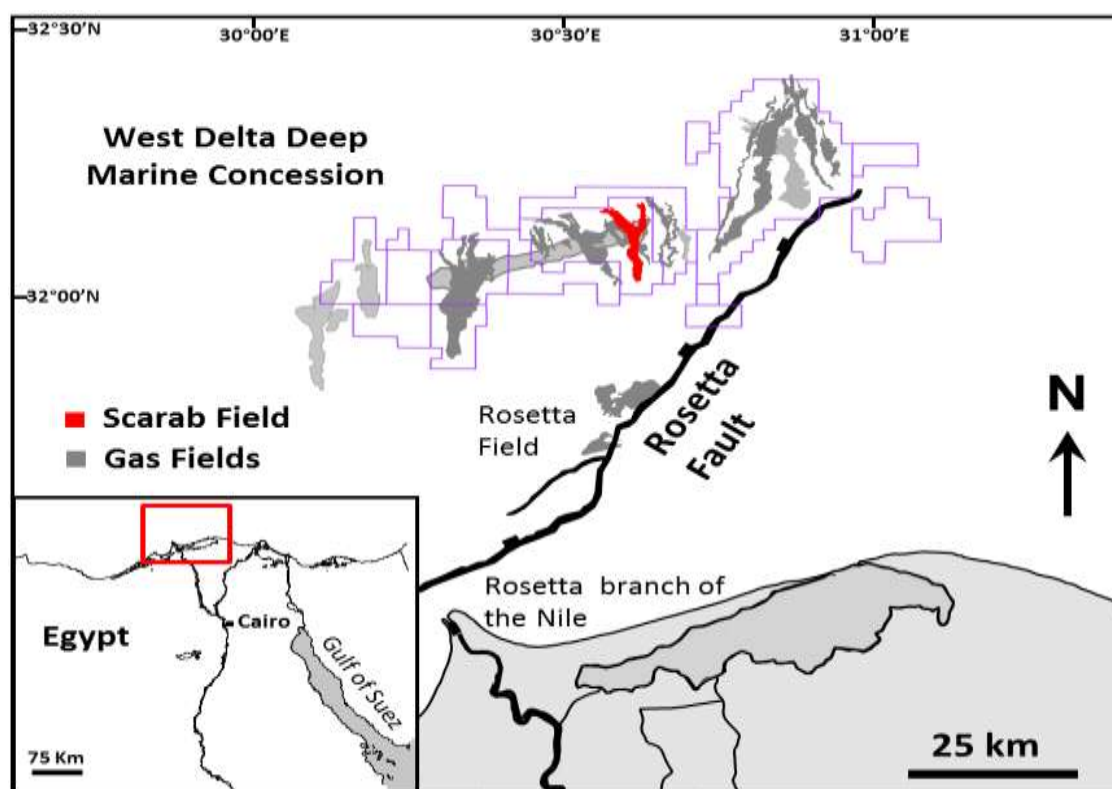 32°30'N
30°00'E
30°30'E
31°00'E
West Delta Deep
Marine Concession
32°00'N
Scarab Field
Gas Fields
Rosetta
Field
Rosetta
Fault
N
Rosetta branch of
the Nile
Egypt
Cairo
Gulf of Suez
75 Km
25 km